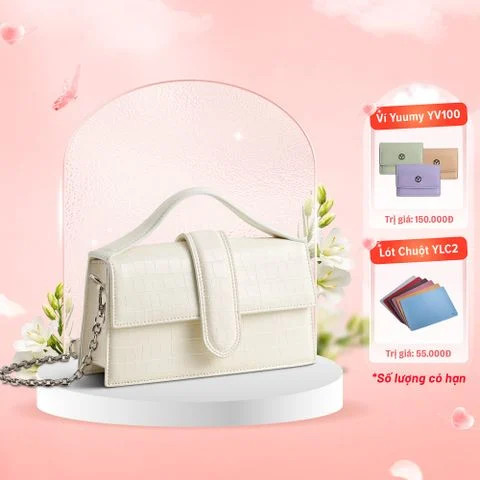 Ví Yuumy YV100
Trị giá: 150.000Đ
Lót Chuột YLC2
Trị giá: 55.000Đ
*Số lượng có hạn